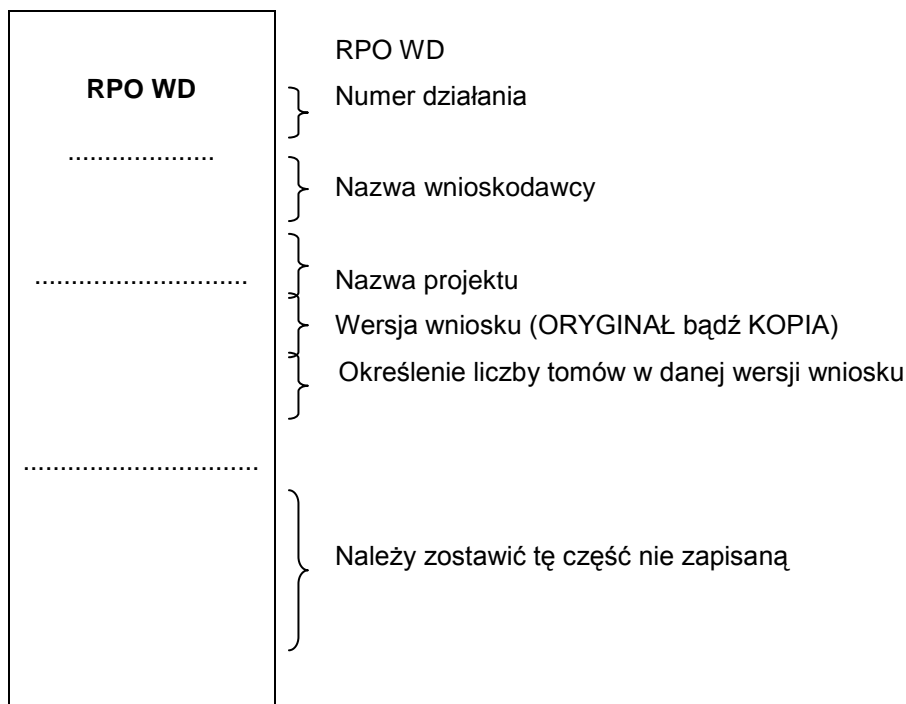 RPO WD
RPO WD
Numer działania
....................
Nazwa wnioskodawcy
.............................
Nazwa projektu
Wersja wniosku (ORYGINAŁ bądź KOPIA)
Określenie liczby tomów w danej wersji wniosku
................................
Należy zostawić tę część nie zapisaną